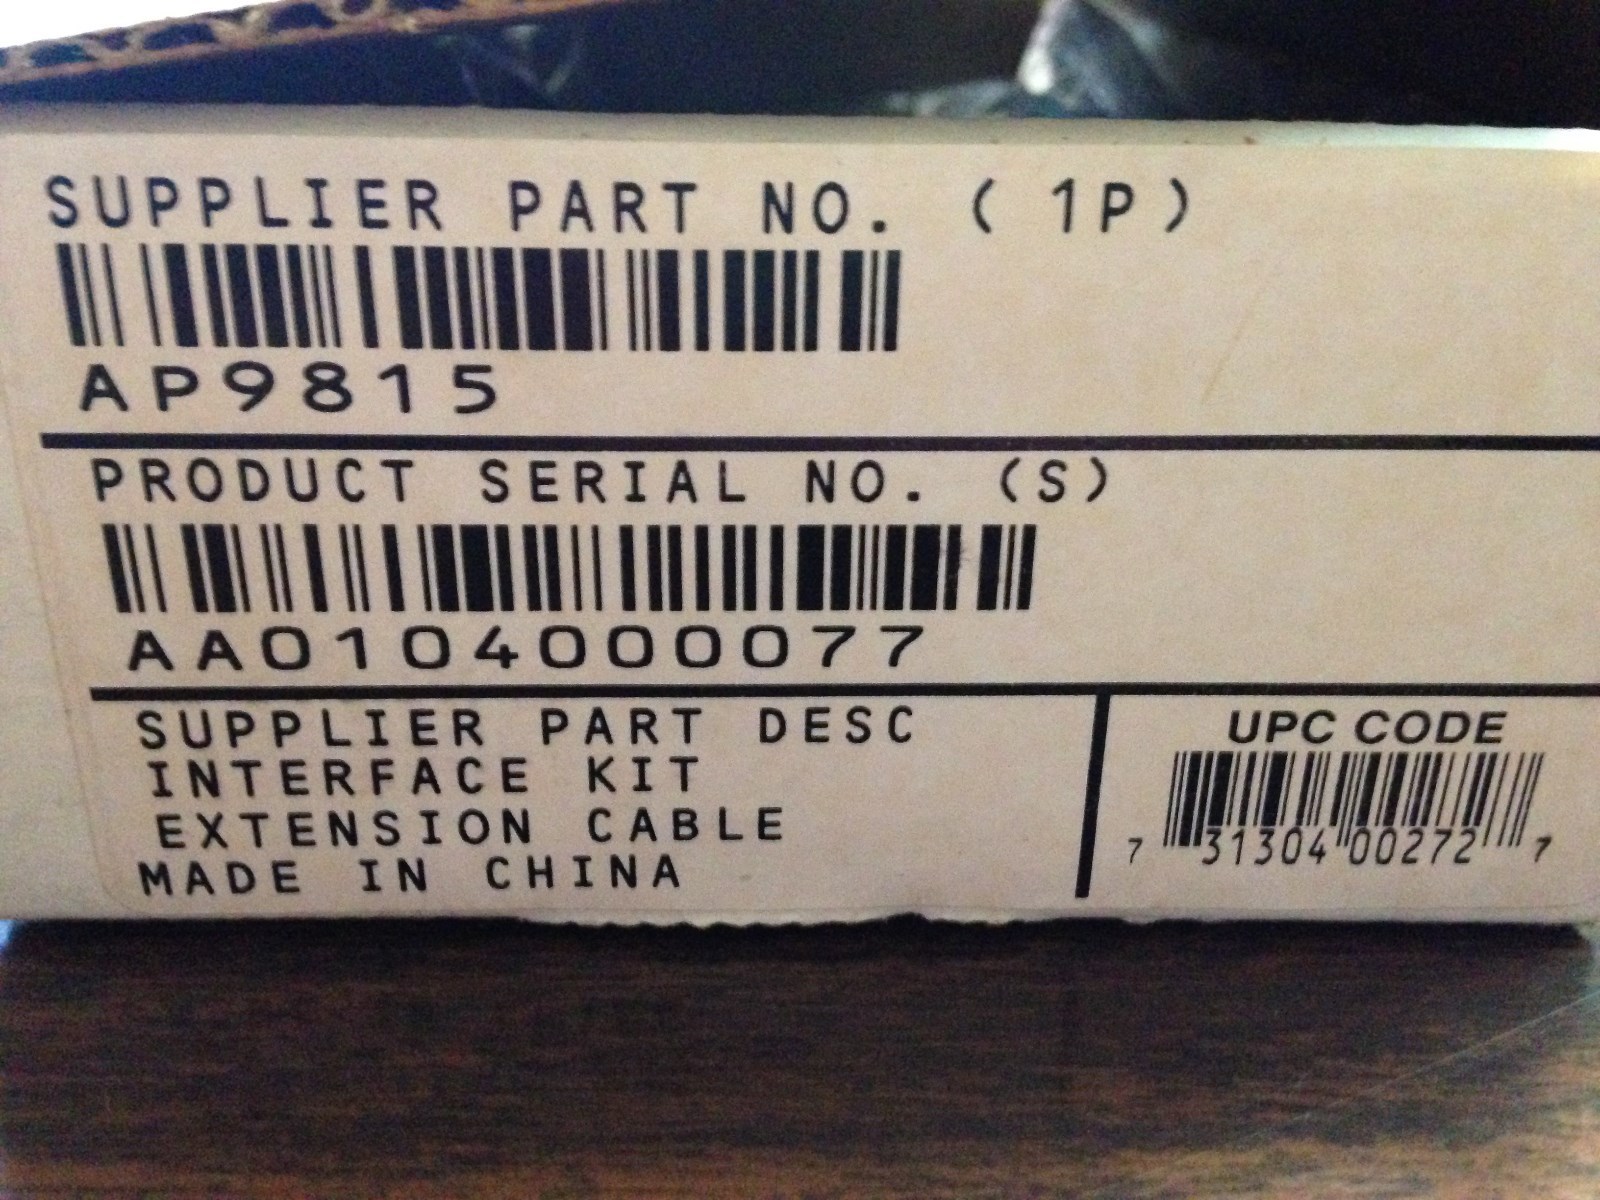 SUPPLIER PART NO. (1P)
AP9815
PRODUCT SERIAL NO. (S)
AA0104000077
SUPPLIER PART DESC
INTERFACE KIT
EXTENSION CABLE
MADE IN CHINA
UPC CODE
7 31304 00272 7